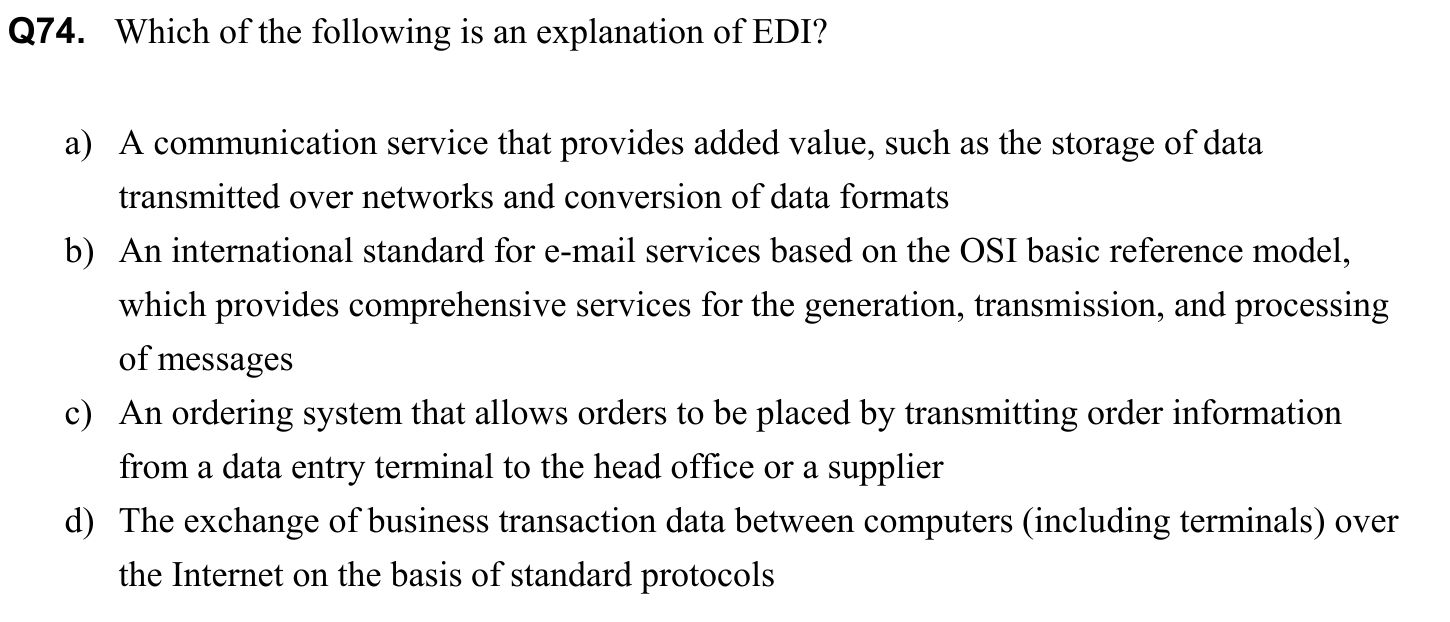 Q74. Which of the following is an explanation of EDI?
a) A communication service that provides added value, such as the storage of data
transmitted over networks and conversion of data formats
b) An international standard for e-mail services based on the OSI basic reference model,
which provides comprehensive services for the generation, transmission, and processing
of messages
c) An ordering system that allows orders to be placed by transmitting order information
from a data entry terminal to the head office or a supplier
d) The exchange of business transaction data between computers (including terminals) over
the Internet on the basis of standard protocols